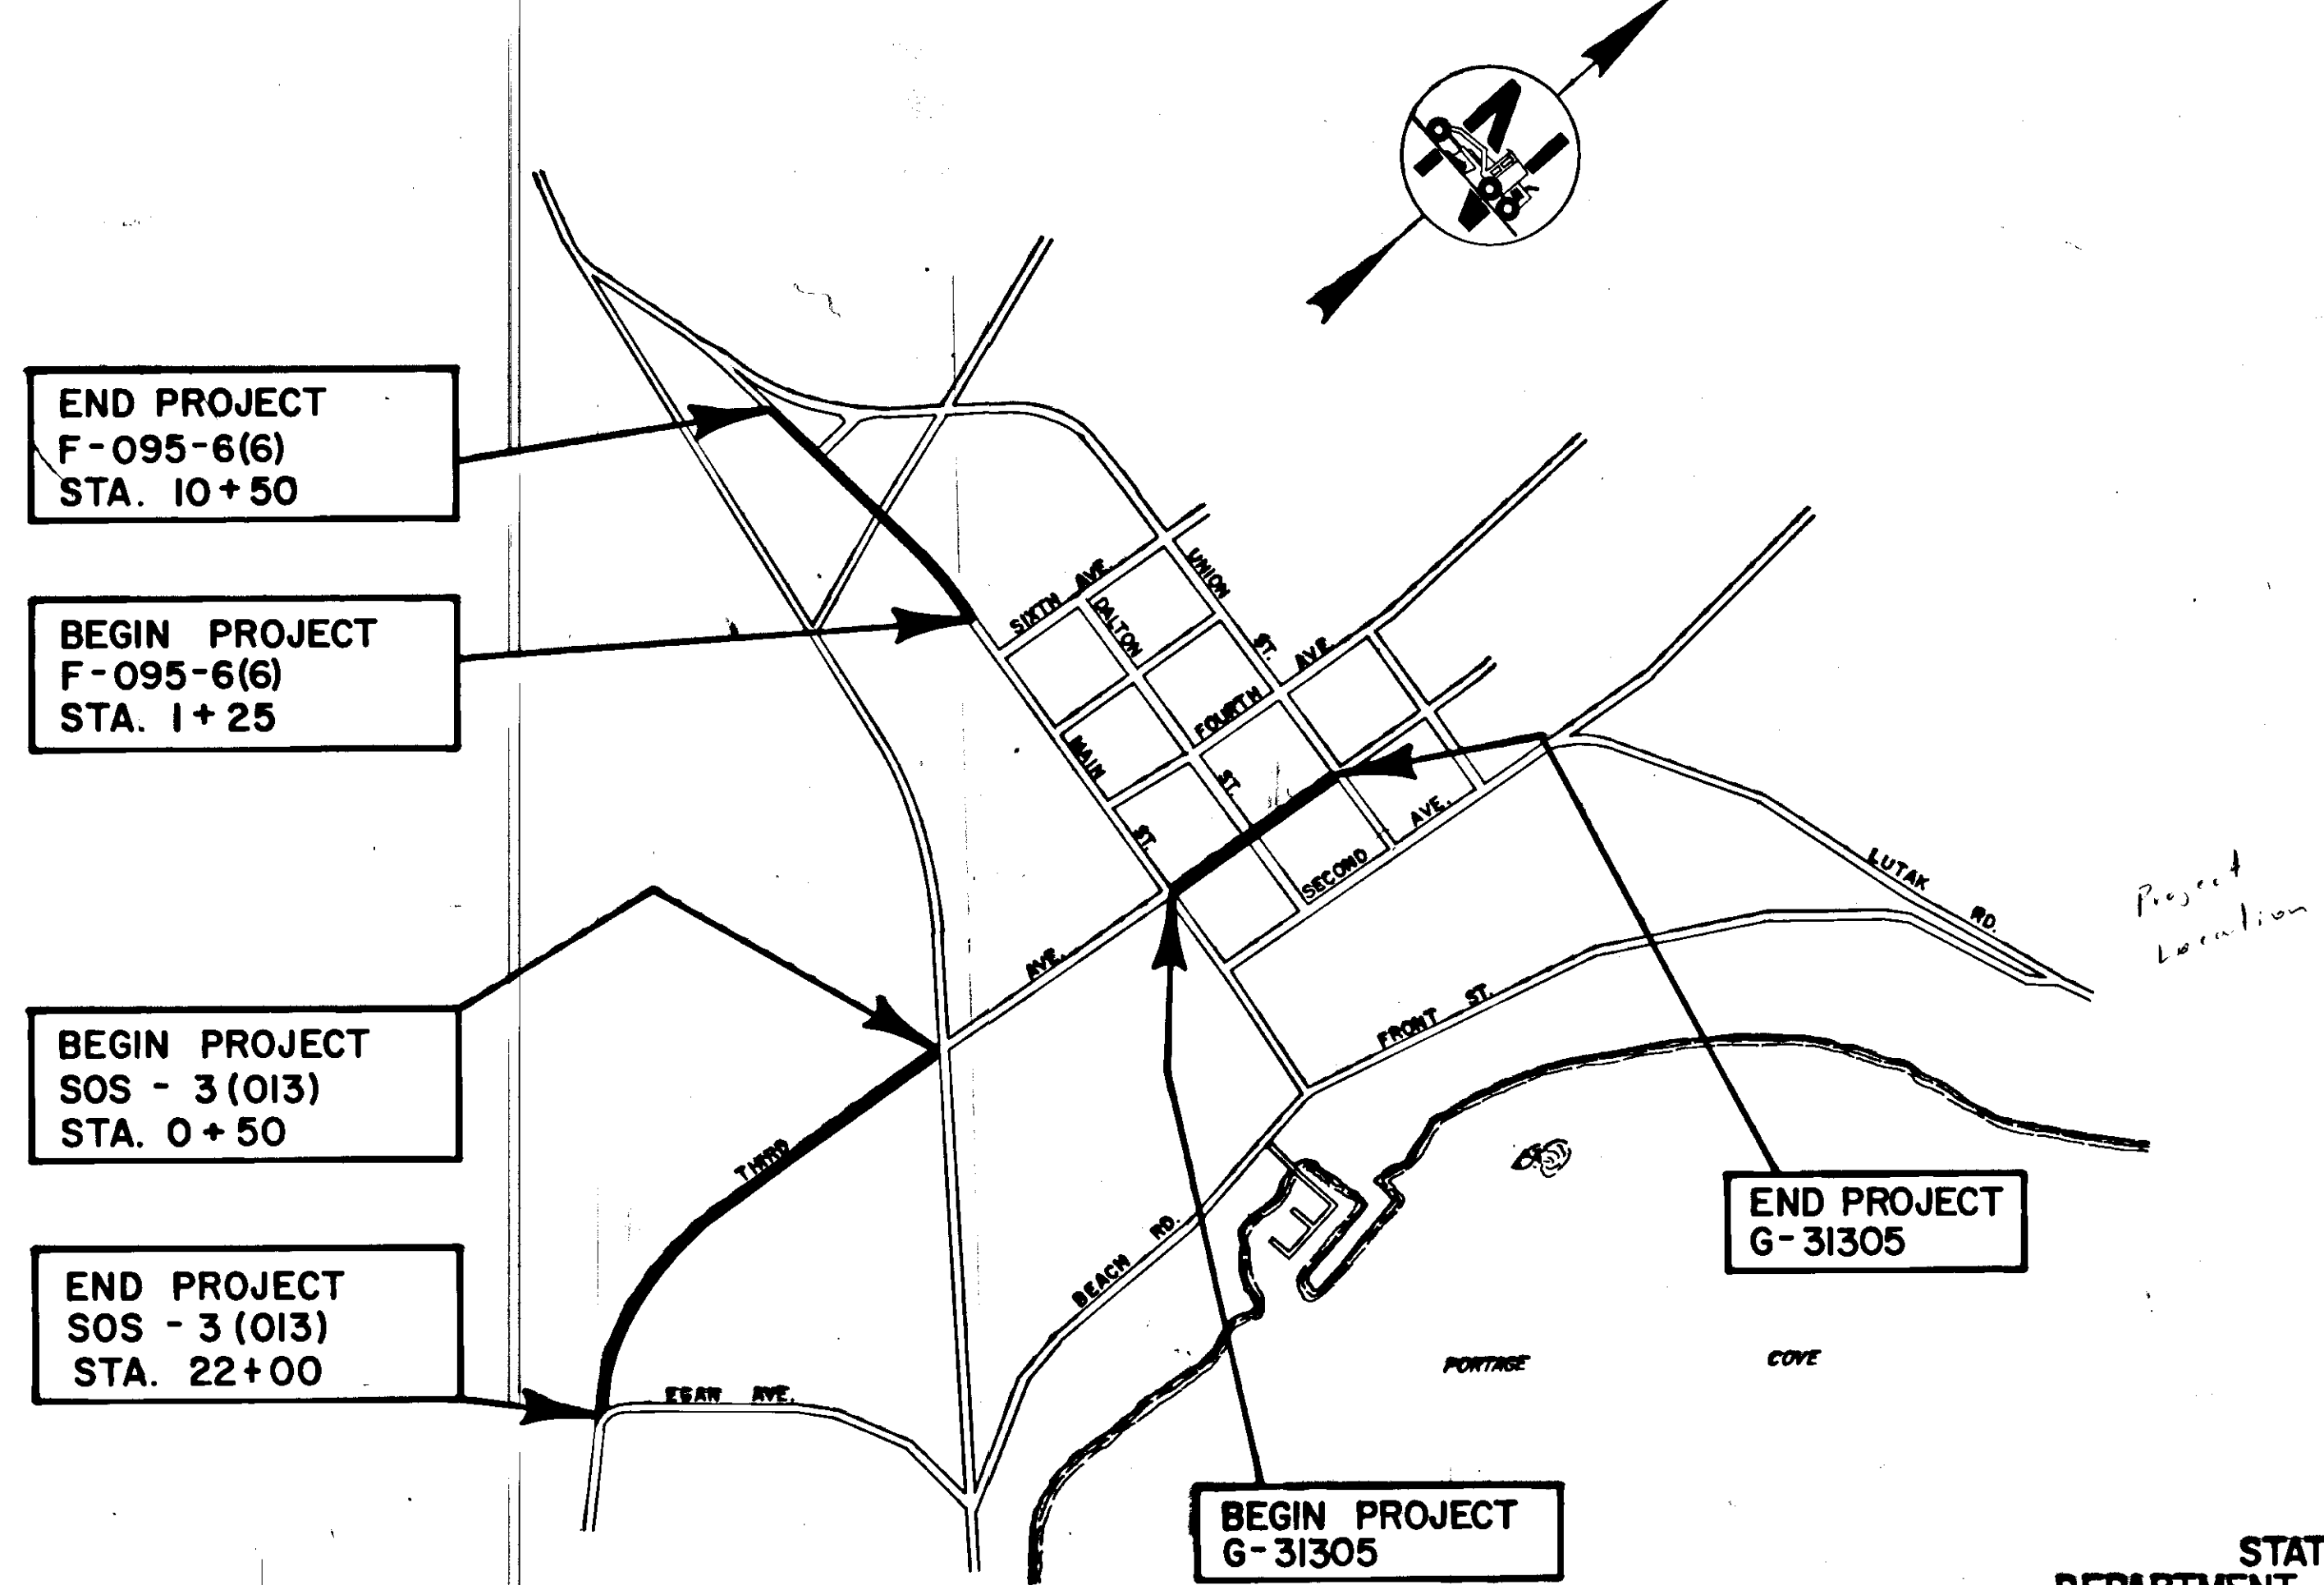 END PROJECT
F-095-6(6)
STA. 10+50
BEGIN PROJECT
F-095-6(6)
STA. 1+25
BEGIN PROJECT
SOS - 3(013)
STA. 0+50
END PROJECT
SOS - 3(013)
STA. 22+00
SIXTH AVE.
DALTON
ST.
UNION
ST.
FOURTH AVE.
MAIN
ST.
SECOND AVE.
THIRD
AVE.
LUTAK RD.
FRONT ST.
BEACH RD.
EGAN AVE.
PORTAGE COVE
Project
Location
END PROJECT
G-31305
BEGIN PROJECT
G-31305
STAT
DEPARTMENT